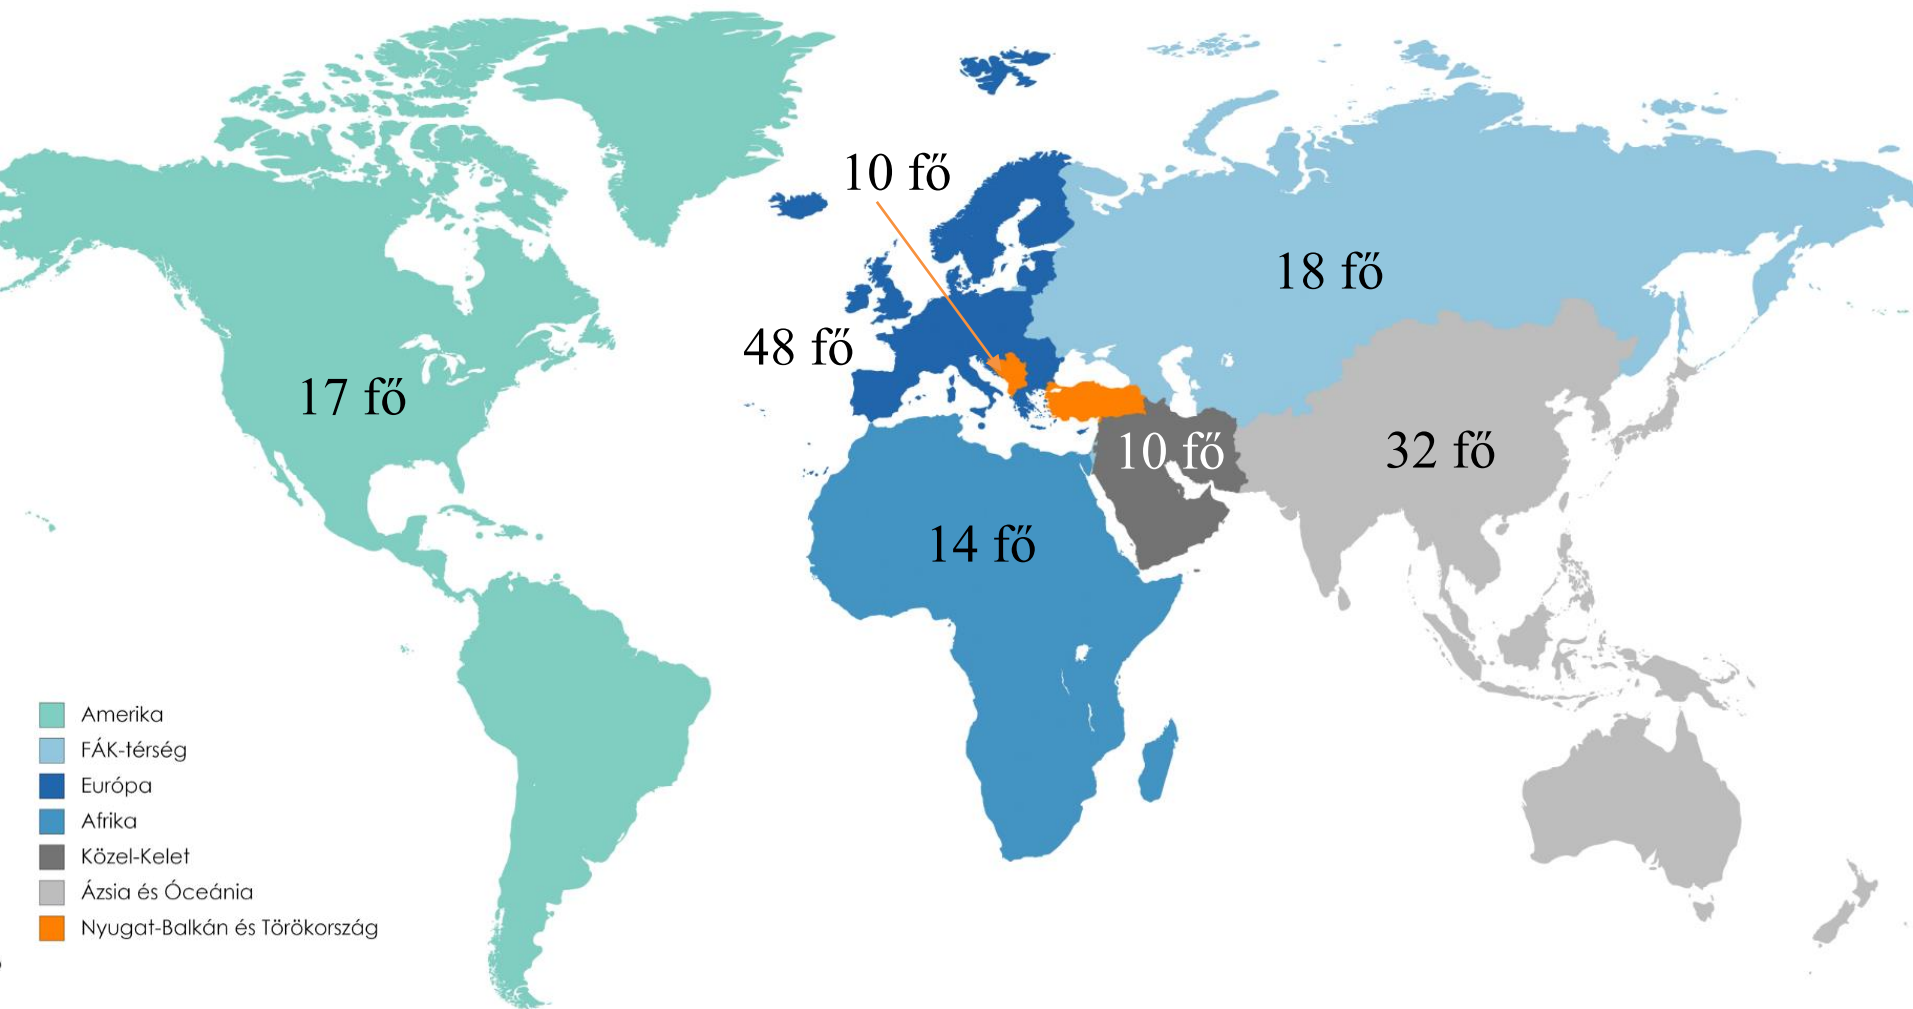 10 fő
18 fő
48 fő
17 fő
10 fő
32 fő
14 fő
Amerika
FÁK-térség
Európa
Afrika
Közel-Kelet
Ázsia és Óceánia
Nyugat-Balkán és Törökország